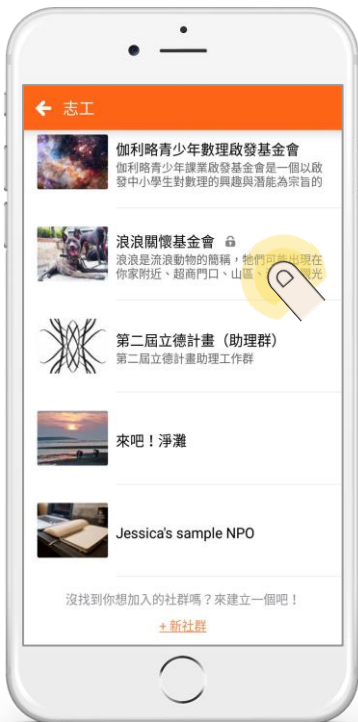 志工
伽利略青少年數理啟發基金會
伽利略青少年課業啟發基金會是一個以啟
發中小學生對數理的興趣與潛能為宗旨的
浪浪關懷基金會
浪浪是流浪動物的簡稱,牠們可能出現在
你家附近、超商門口、山區、
第二屆立德計畫(助理群)
第二屆立德計畫助理工作群
來吧!淨灘
Jessica's sample NPO
沒找到你想加入的社群嗎?來建立一個吧!
+ 新社群